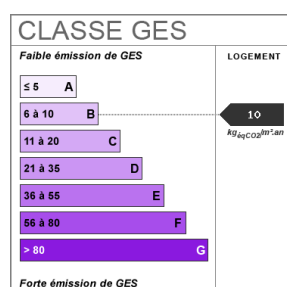 CLASSE GES
Faible émission de GES
LOGEMENT
≤ 5 A
6 à 10 B
10
kgéqCO2/m².an
11 à 20 C
21 à 35 D
36 à 55 E
56 à 80 F
> 80 G
Forte émission de GES